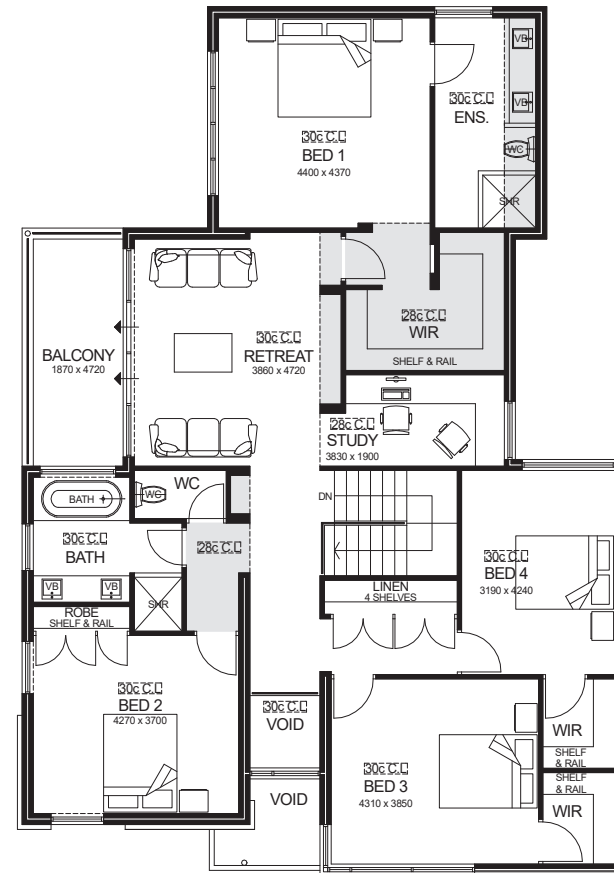 VB
VB
30c C.L
ENS.
WC
SHR
30c C.L
BED 1
4400 x 4370
28c C.L
WIR
SHELF & RAIL
BALCONY
1870 x 4720
30c C.L
RETREAT
3860 x 4720
28c C.L
STUDY
3830 x 1900
WC
WC
BATH
30c C.L
BATH
28c C.L
VB
VB
SHR
ROBE
SHELF & RAIL
DN
LINEN
4 SHELVES
30c C.L
BED 4
3190 x 4240
30c C.L
BED 2
4270 x 3700
30c C.L
VOID
VOID
30c C.L
BED 3
4310 x 3850
WIR
SHELF
& RAIL
SHELF
& RAIL
WIR